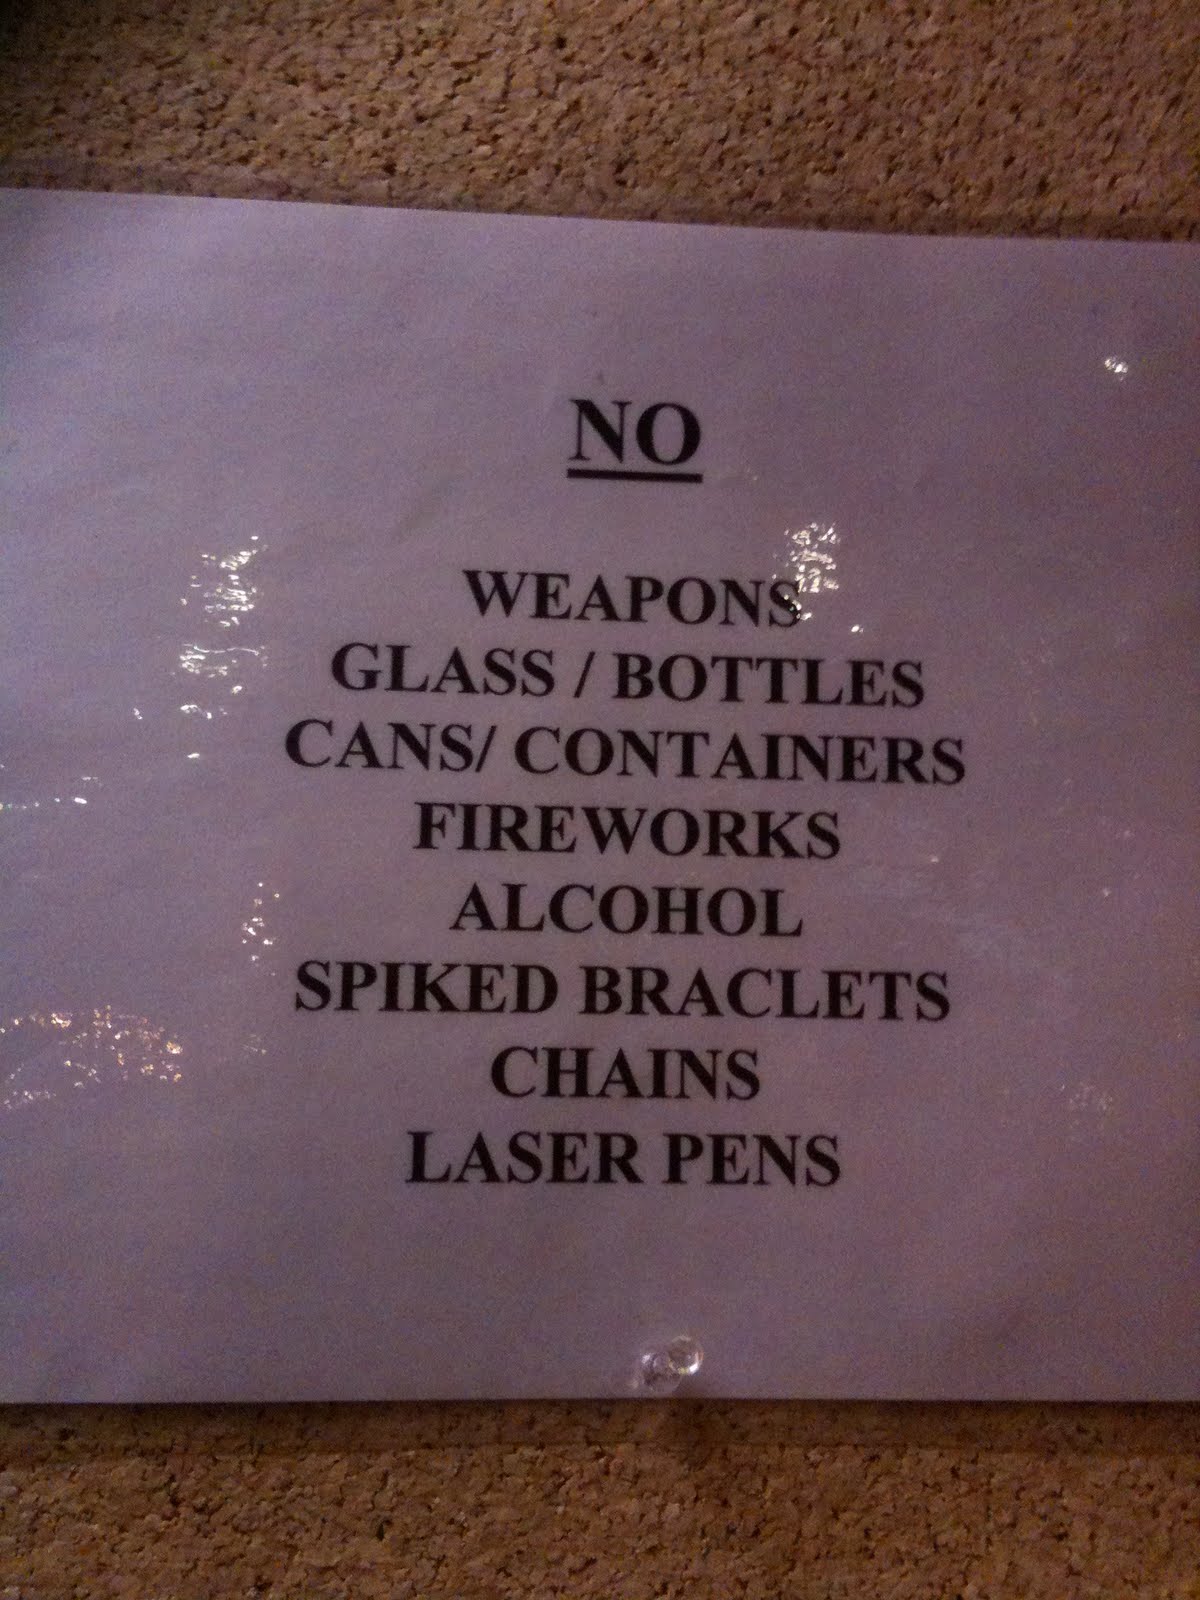 NO
WEAPONS
GLASS / BOTTLES
CANS/ CONTAINERS
FIREWORKS
ALCOHOL
SPIKED BRACLETS
CHAINS
LASER PENS